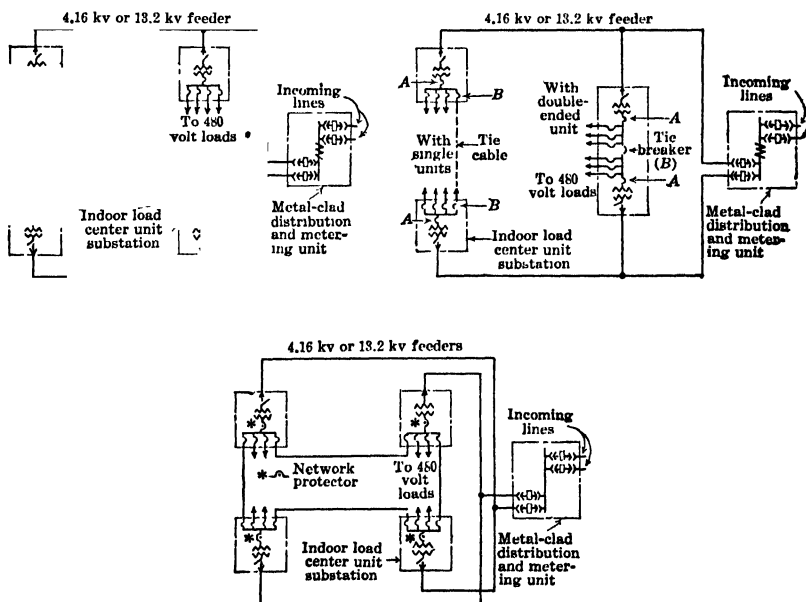 4.16 kv or 13.2 kv feeder
To 480
volt loads
Incoming
lines
Metal-clad
distribution
and meter-
ing unit
Indoor load
center unit
substation
4.16 kv or 13.2 kv feeder
A
B
With
single
units
Tie
cable
A
B
Indoor load
center unit
substation
With
double-
ended
unit
A
Tie
breaker
(B)
To 480
volt loads
A
Incoming
lines
Metal-clad
distribution
and meter-
ing unit
4.16 kv or 13.2 kv feeders
*
*
* Network
protector
To 480
volt loads
*
*
Indoor load
center unit
substation
Incoming
lines
Metal-clad
distribution
and meter-
ing unit